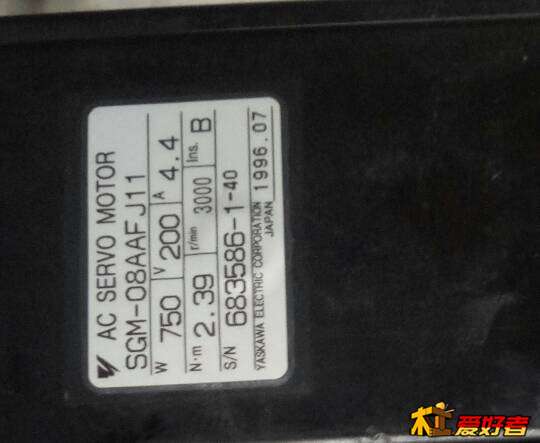 AC SERVO MOTOR
SGM-08AAFJ11
W 750 V 200 A 4.4
N·m 2.39 r/min 3000 Ins. B
S/N 683586-1-40
YASKAWA ELECTRIC CORPORATION 1996.07
JAPAN
爱好者